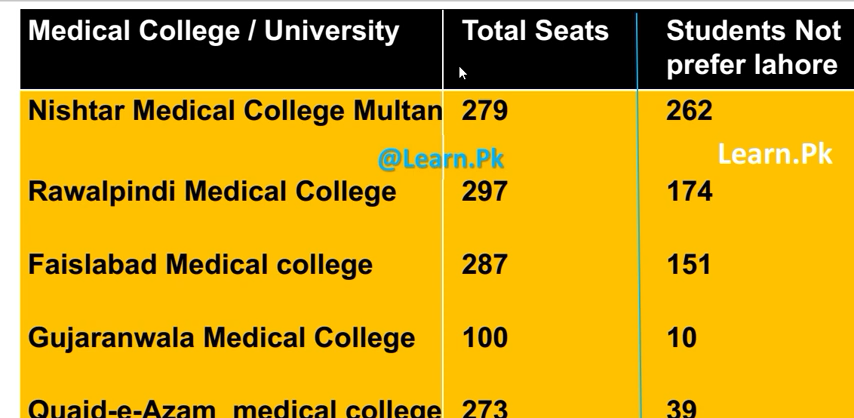 Medical College / University Total Seats Students Not
prefer lahore
Nishtar Medical College Multan 279 262
@Learn.Pk Learn.Pk
Rawalpindi Medical College 297 174
Faislabad Medical college 287 151
Gujaranwala Medical College 100 10
Quaid-e-Azam medical college 273 39